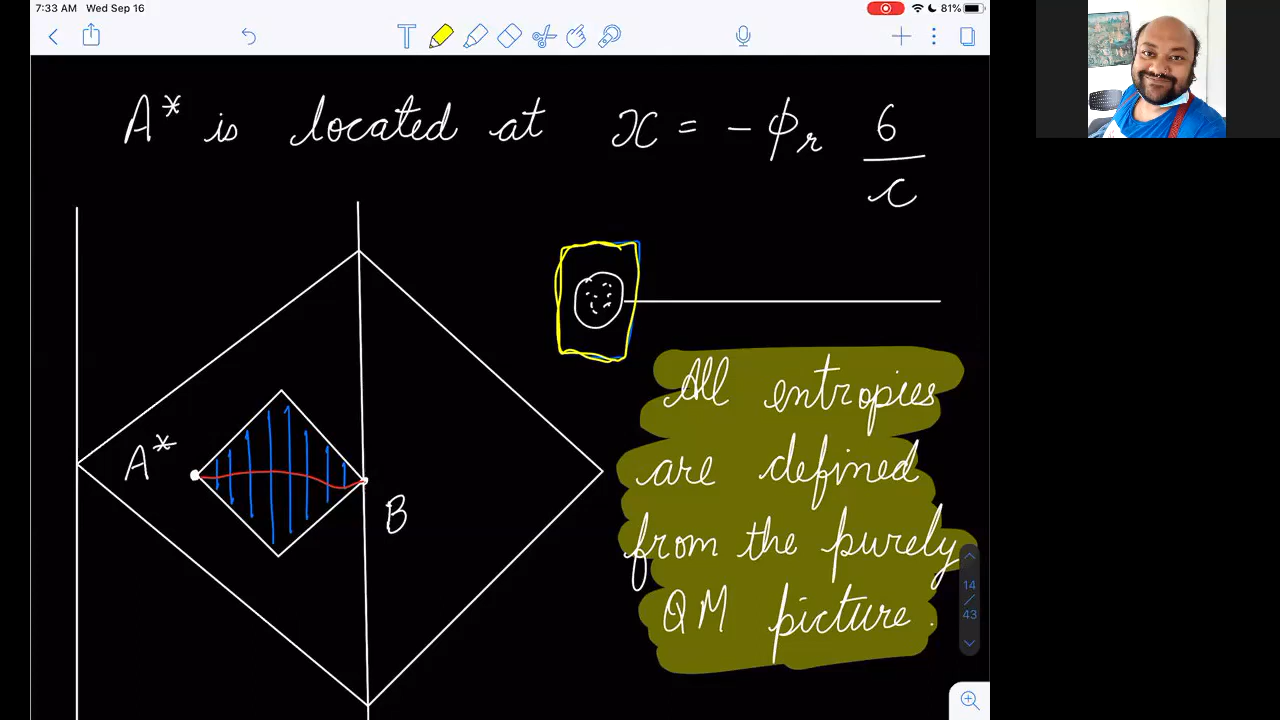 7:33 AM Wed Sep 16
81%
A* is located at x = - ϕr 6/c
A*
B
All entropies
are defined
from the purely
QM picture.
14
/
43